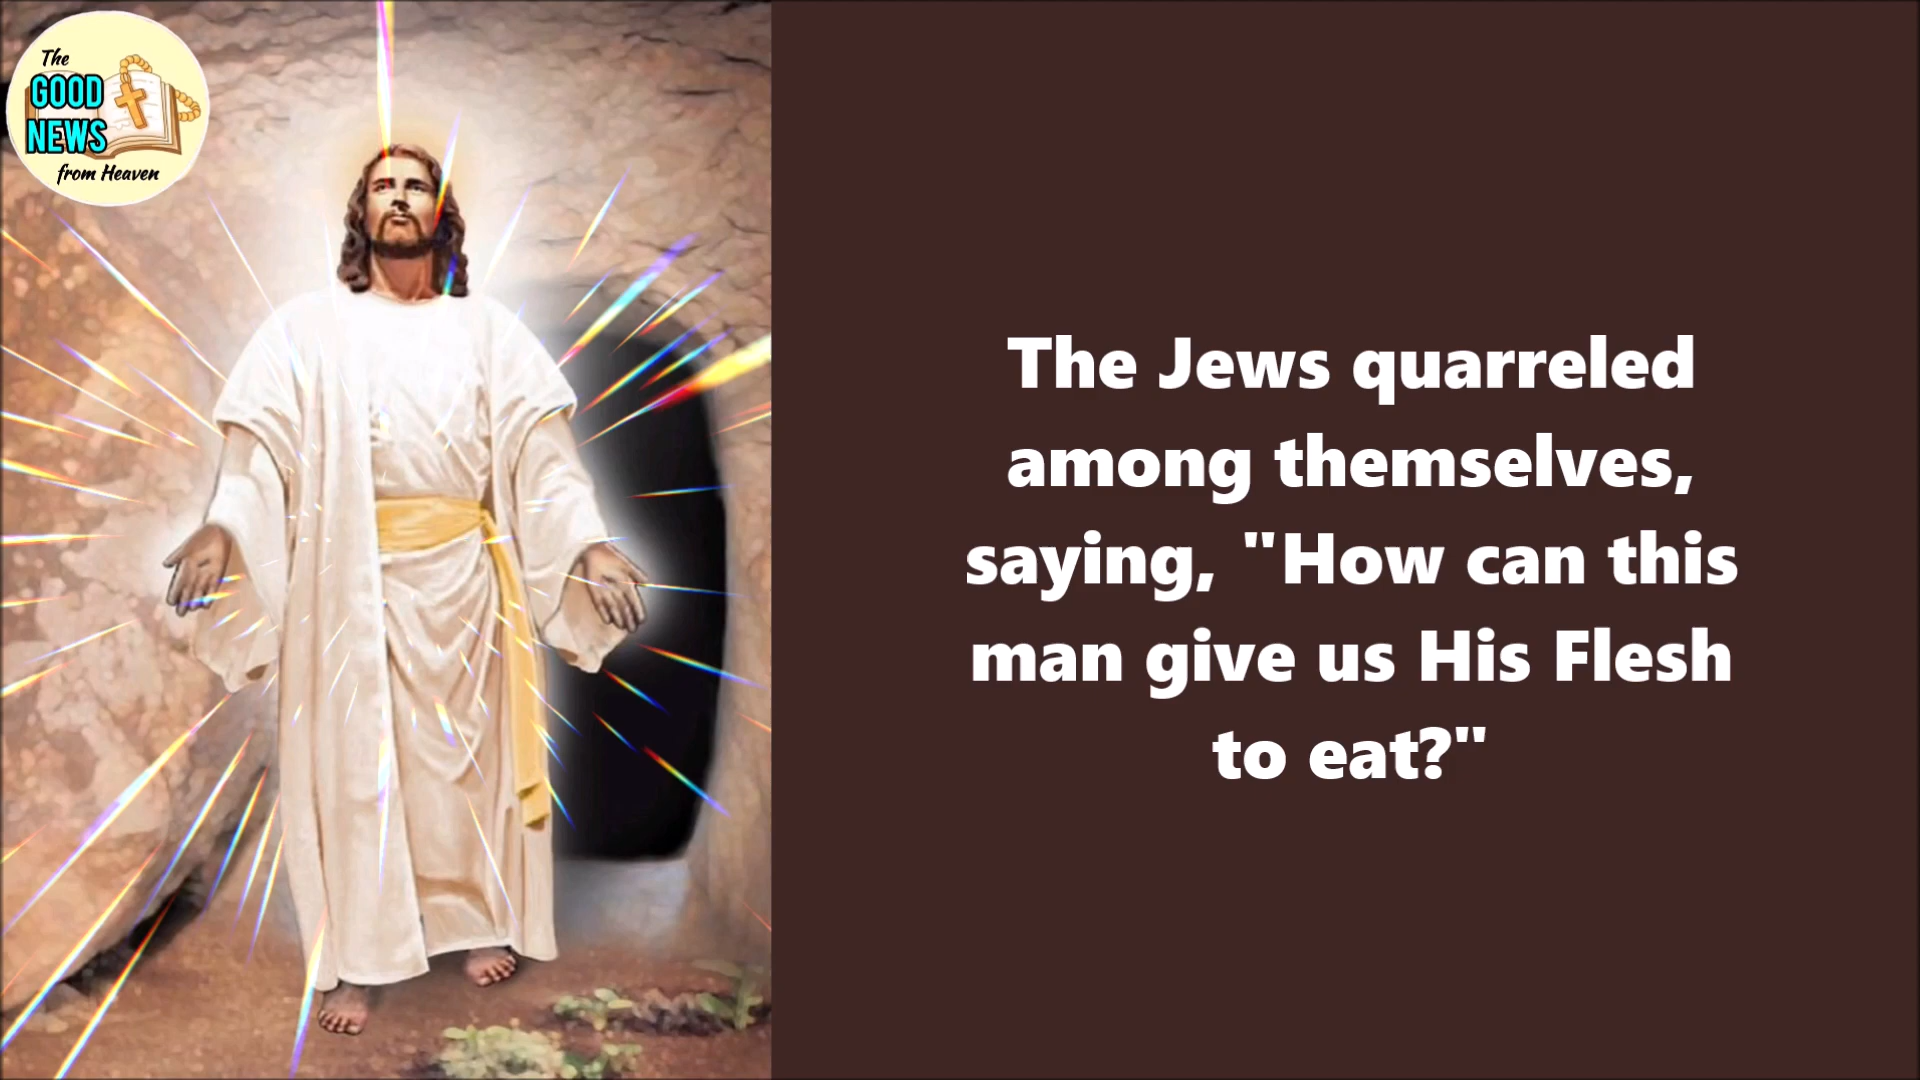 The
GOOD
NEWS
from Heaven
The Jews quarreled
among themselves,
saying, "How can this
man give us His Flesh
to eat?"